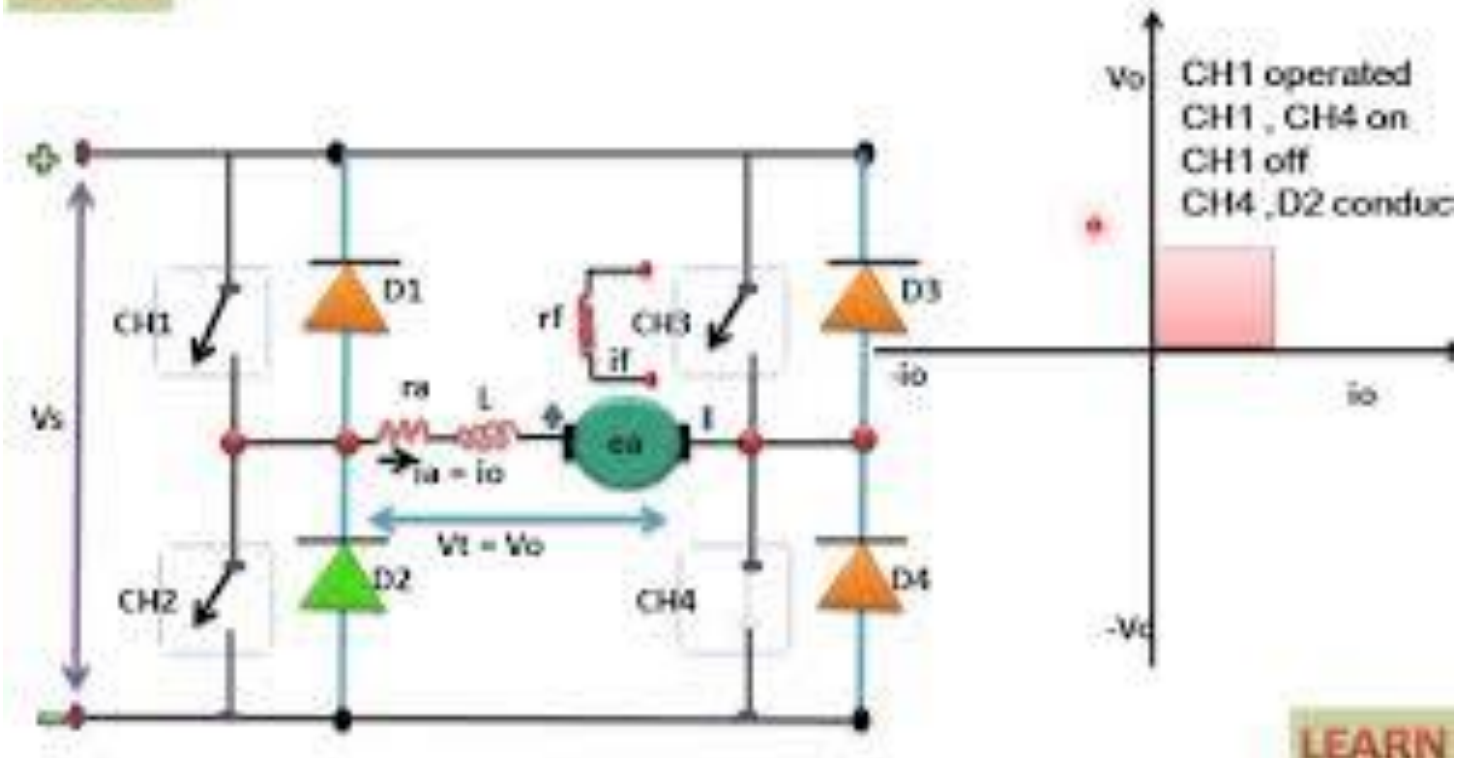 Vo
CH1 operated
CH1 , CH4 on
CH1 off
CH4 ,D2 conduc
D1
D3
CH1
rf
CH3
if
-io
io
Vs
ra
L
ea
ia = io
Vt = Vo
CH2
D2
CH4
D4
-Vo
LEARN